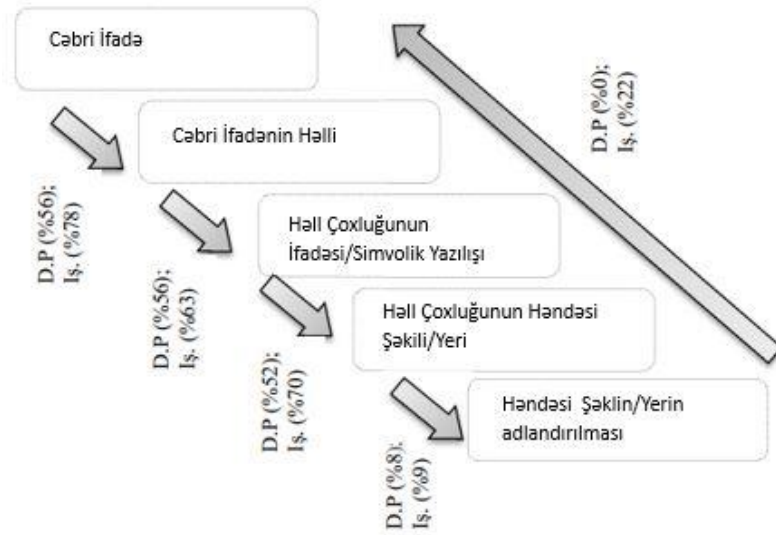 Cəbri İfadə
D.P (%56);
Iş. (%78)
Cəbri İfadənin Həlli
D.P (%56);
Iş. (%63)
Həll Çoxluğunun
İfadəsi/Simvolik Yazılışı
D.P (%52);
Iş. (%70)
Həll Çoxluğunun Həndəsi
Şəkili/Yeri
D.P (%8);
Iş. (%9)
Həndəsi Şəklin/Yerin
adlandırılması
D.P (%0);
Iş. (%22)